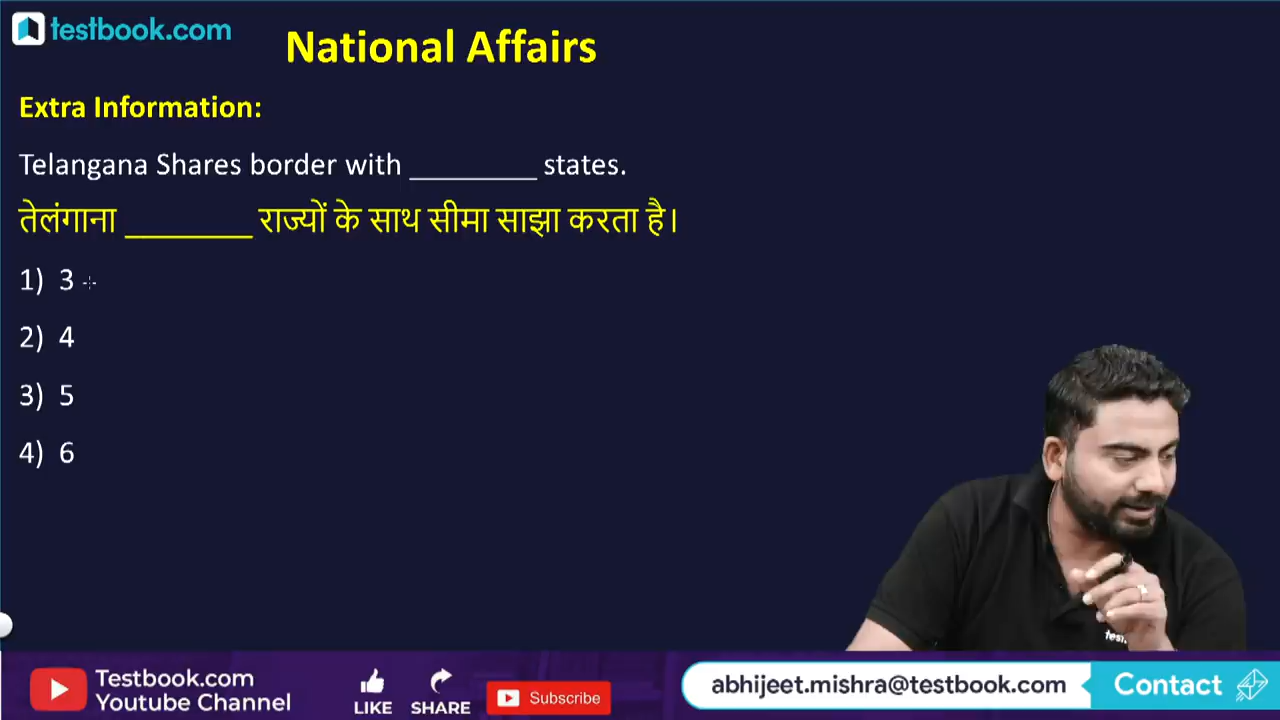 testbook.com
National Affairs
Extra Information:
Telangana Shares border with ________ states.
तेलंगाना ________ राज्यों के साथ सीमा साझा करता है।
1) 3
2) 4
3) 5
4) 6
Testbook.com
Youtube Channel
LIKE
SHARE
Subscribe
abhijeet.mishra@testbook.com
Contact